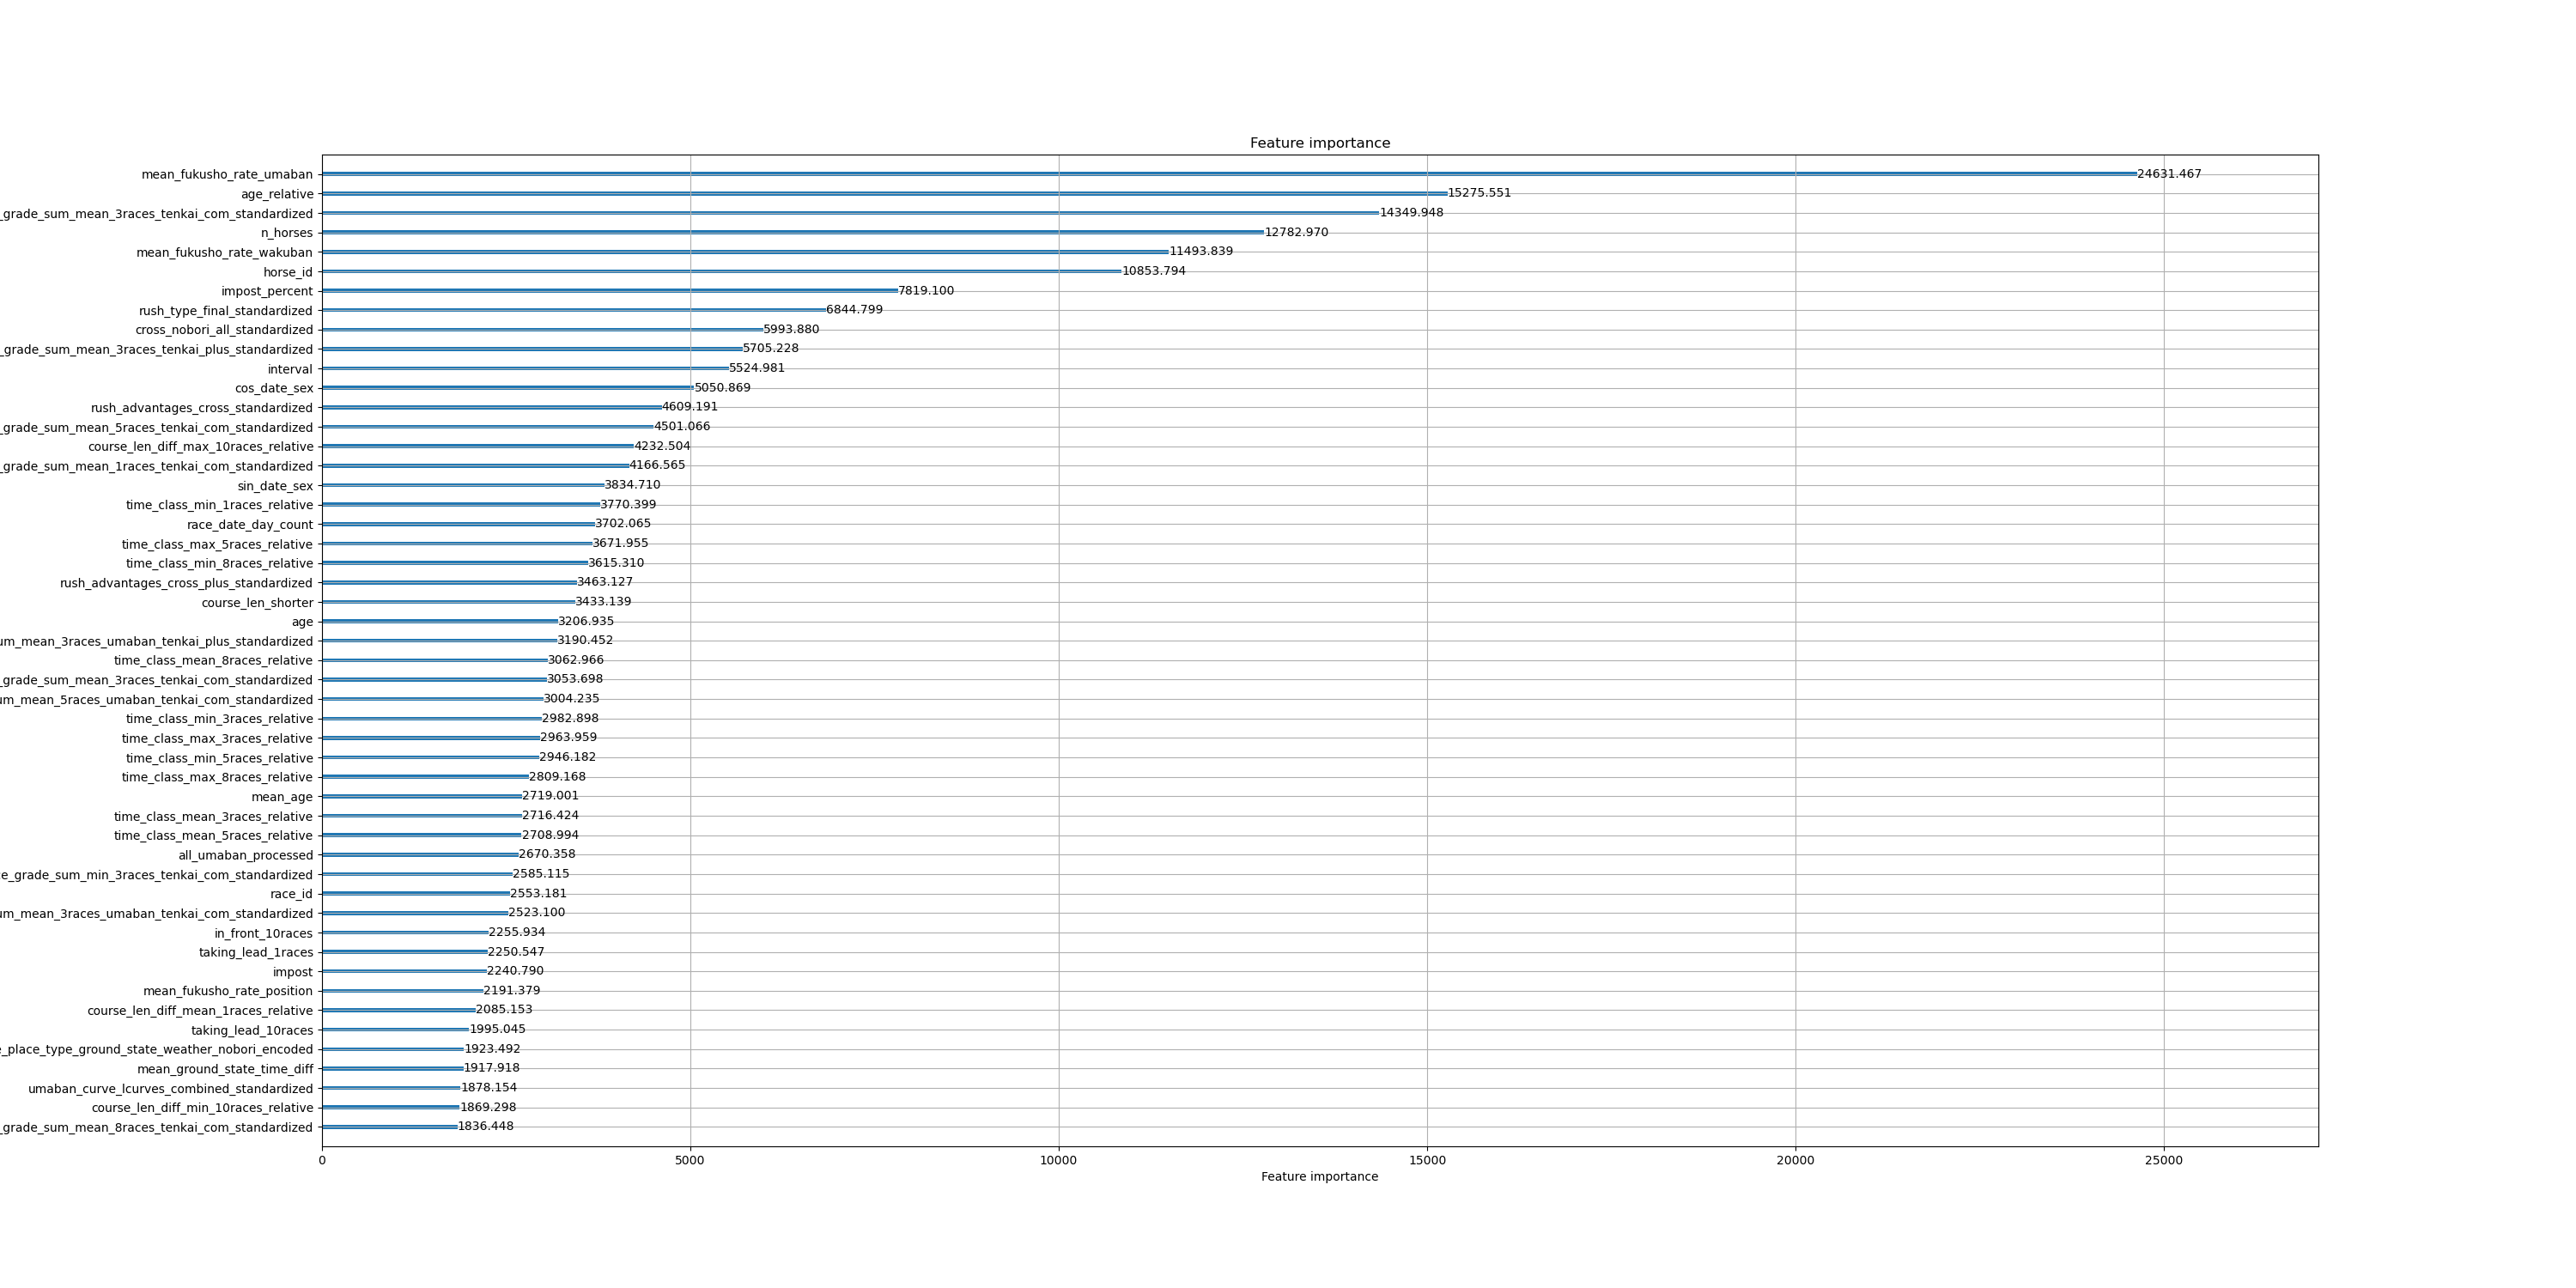 Feature importance
mean_fukusho_rate_umaban 24631.467
age_relative 15275.551
_grade_sum_mean_3races_tenkai_com_standardized 14349.948
n_horses 12782.970
mean_fukusho_rate_wakuban 11493.839
horse_id 10853.794
impost_percent 7819.100
rush_type_final_standardized 6844.799
cross_nobori_all_standardized 5993.880
_grade_sum_mean_3races_tenkai_plus_standardized 5705.228
interval 5524.981
cos_date_sex 5050.869
rush_advantages_cross_standardized 4609.191
_grade_sum_mean_5races_tenkai_com_standardized 4501.066
course_len_diff_max_10races_relative 4232.504
_grade_sum_mean_1races_tenkai_com_standardized 4166.565
sin_date_sex 3834.710
time_class_min_1races_relative 3770.399
race_date_day_count 3702.065
time_class_max_5races_relative 3671.955
time_class_min_8races_relative 3615.310
rush_advantages_cross_plus_standardized 3463.127
course_len_shorter 3433.139
age 3206.935
um_mean_3races_umaban_tenkai_plus_standardized 3190.452
time_class_mean_8races_relative 3062.966
_grade_sum_mean_3races_tenkai_com_standardized 3053.698
um_mean_5races_umaban_tenkai_com_standardized 3004.235
time_class_min_3races_relative 2982.898
time_class_max_3races_relative 2963.959
time_class_min_5races_relative 2946.182
time_class_max_8races_relative 2809.168
mean_age 2719.001
time_class_mean_3races_relative 2716.424
time_class_mean_5races_relative 2708.994
all_umaban_processed 2670.358
e_grade_sum_min_3races_tenkai_com_standardized 2585.115
race_id 2553.181
um_mean_3races_umaban_tenkai_com_standardized 2523.100
in_front_10races 2255.934
taking_lead_1races 2250.547
impost 2240.790
mean_fukusho_rate_position 2191.379
course_len_diff_mean_1races_relative 2085.153
taking_lead_10races 1995.045
_place_type_ground_state_weather_nobori_encoded 1923.492
mean_ground_state_time_diff 1917.918
umaban_curve_lcurves_combined_standardized 1878.154
course_len_diff_min_10races_relative 1869.298
_grade_sum_mean_8races_tenkai_com_standardized 1836.448
0 5000 10000 15000 20000 25000
Feature importance